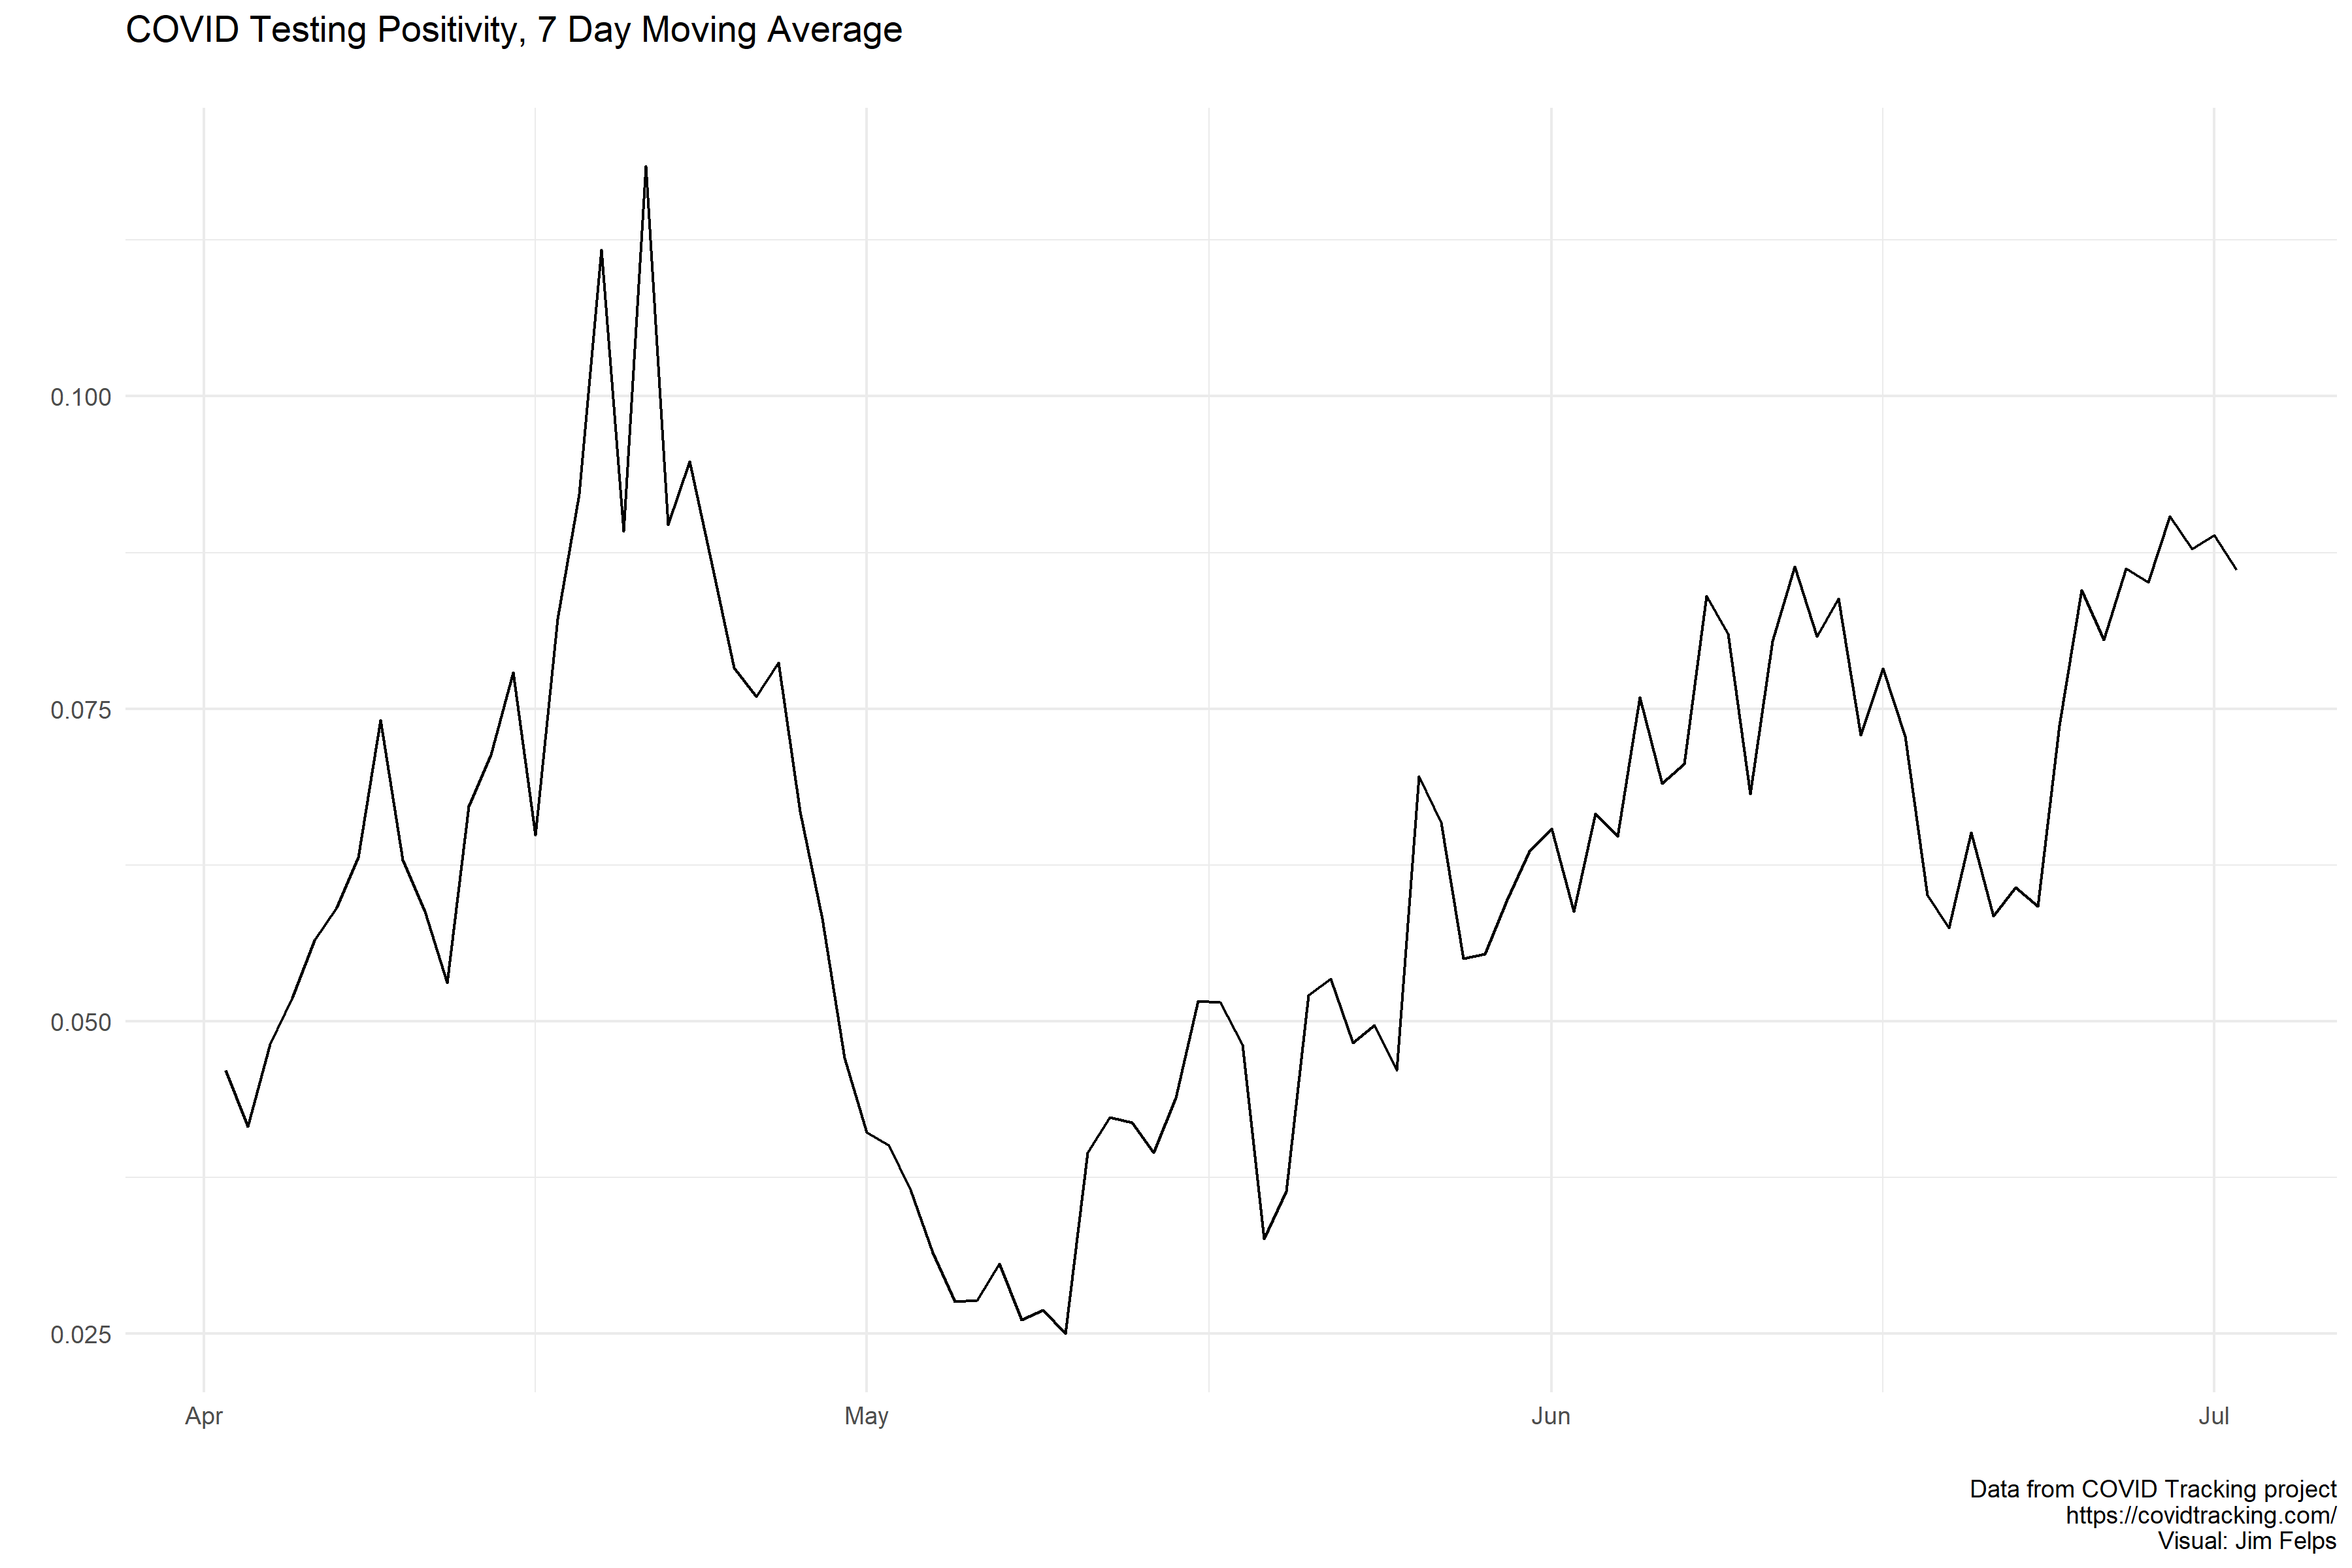 COVID Testing Positivity, 7 Day Moving Average
0.100
0.075
0.050
0.025
Apr May Jun Jul
Data from COVID Tracking project
https://covidtracking.com/
Visual: Jim Felps